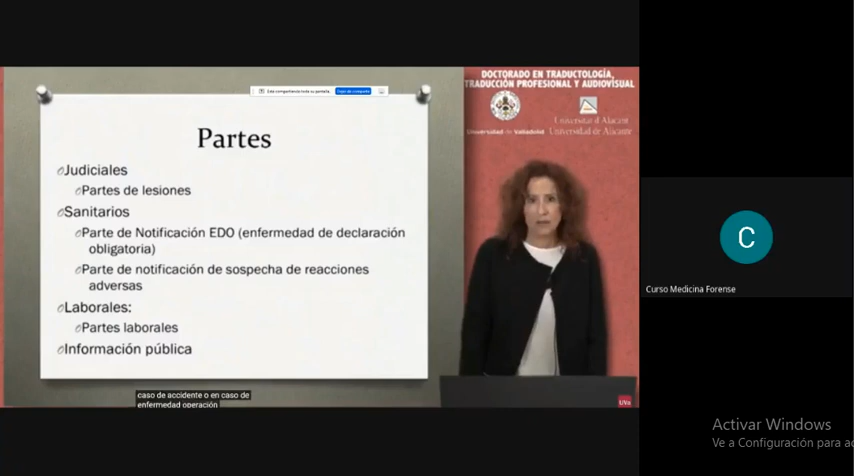 DOCTORADO EN TRADUCTOLOGÍA,
TRADUCCIÓN PROFESIONAL Y AUDIOVISUAL
Universitat d'Alacant
Universidad de Valladolid Universidad de Alicante
Partes
Judiciales
Partes de lesiones
Sanitarios
Parte de Notificación EDO (enfermedad de declaración
obligatoria)
Parte de notificación de sospecha de reacciones
adversas
Laborales:
Partes laborales
Información pública
caso de accidente o en caso de
enfermedad operación
UVa
C
Curso Medicina Forense
Activar Windows
Ve a Configuración para ac